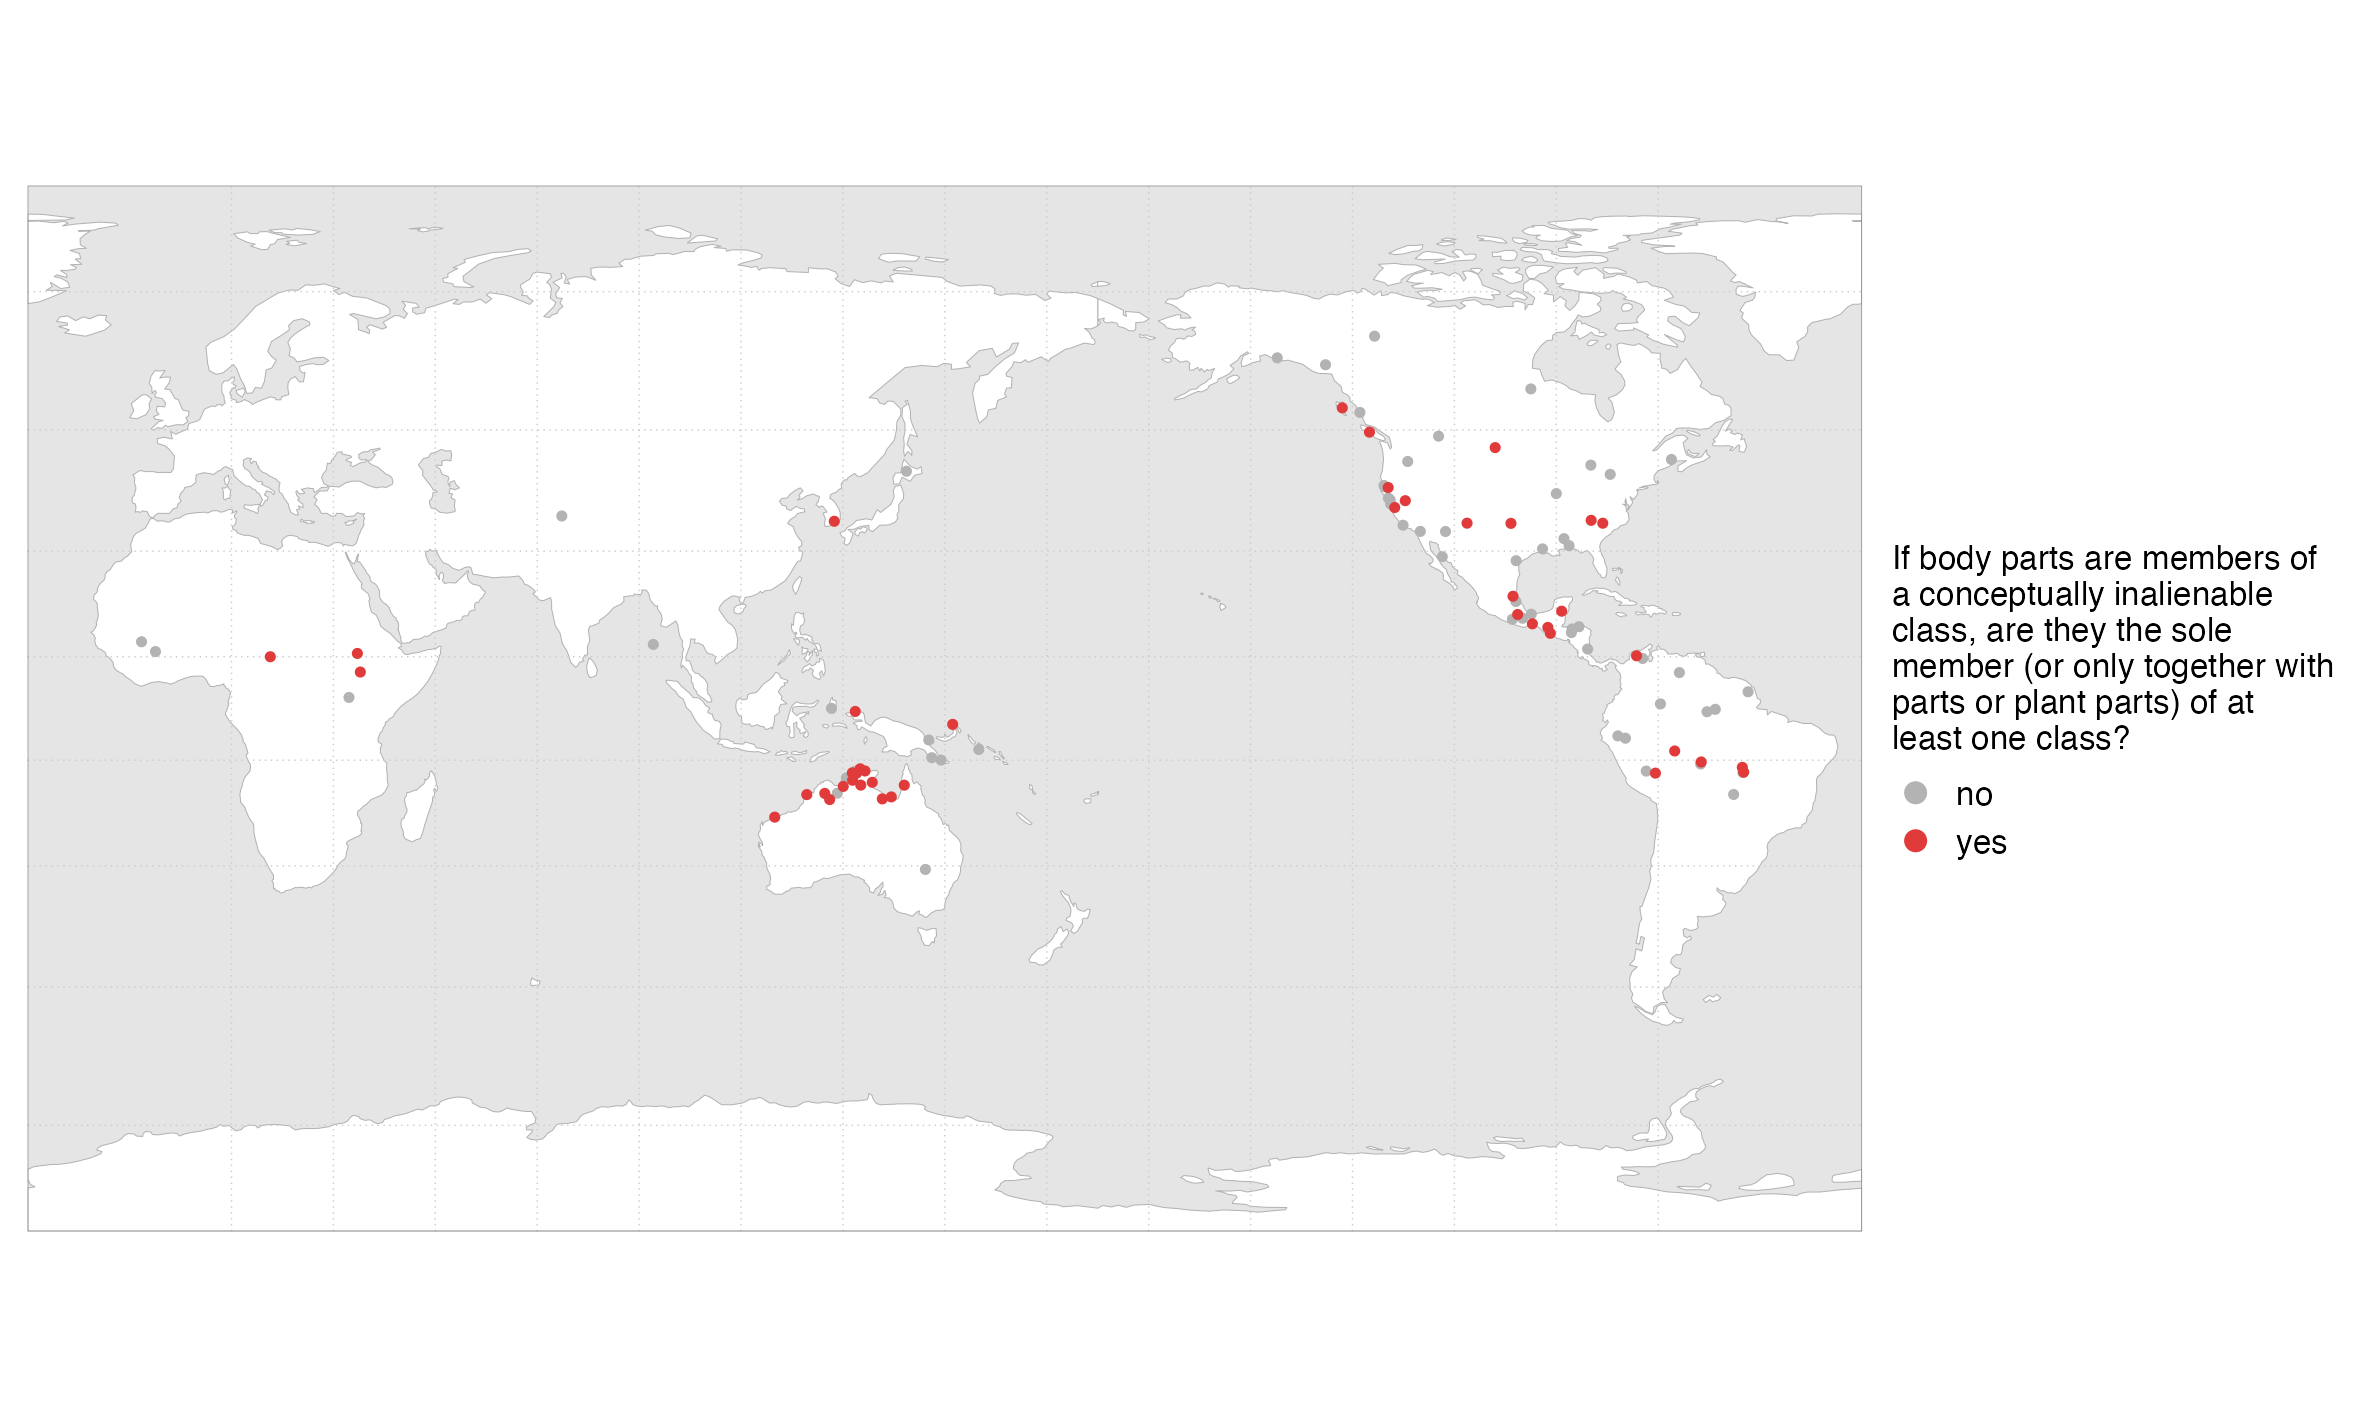 If body parts are members of
a conceptually inalienable
class, are they the sole
member (or only together with
parts or plant parts) of at
least one class?
no
yes